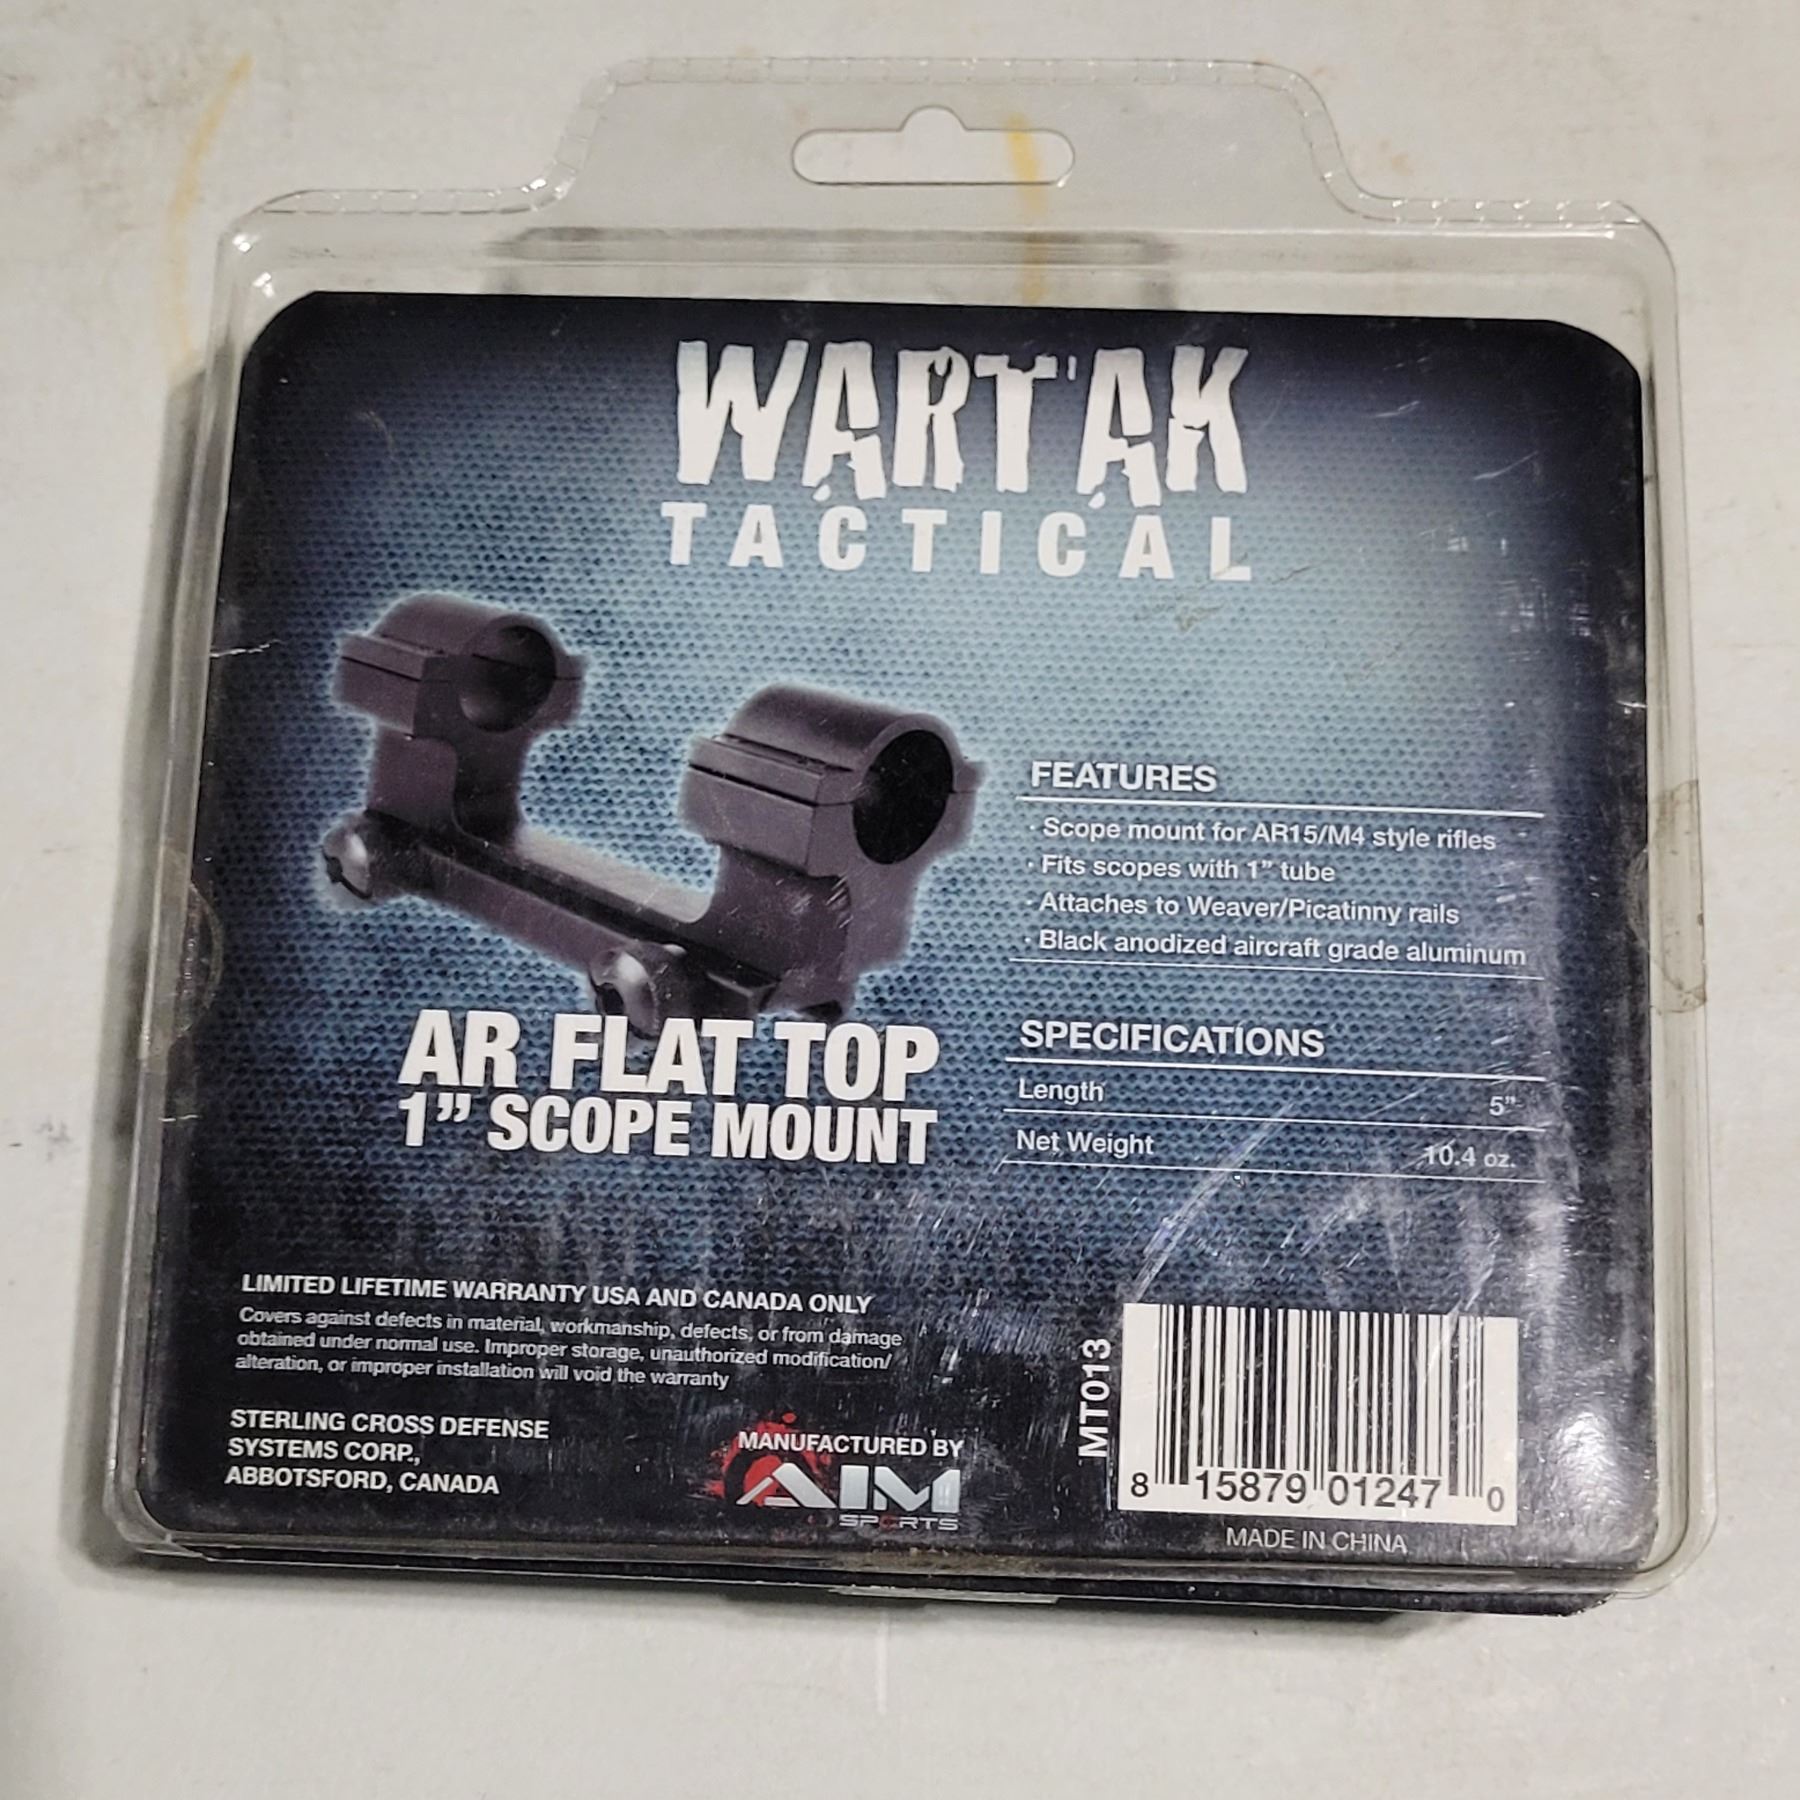 WARTAK
TACTICAL
FEATURES
· Scope mount for AR15/M4 style rifles
· Fits scopes with 1” tube
· Attaches to Weaver/Picatinny rails
· Black anodized aircraft grade aluminum
AR FLAT TOP
1” SCOPE MOUNT
SPECIFICATIONS
Length 5”
Net Weight 10.4 oz.
LIMITED LIFETIME WARRANTY USA AND CANADA ONLY
Covers against defects in material, workmanship, defects, or from damage
obtained under normal use. Improper storage, unauthorized modification/
alteration, or improper installation will void the warranty
STERLING CROSS DEFENSE
SYSTEMS CORP.,
ABBOTSFORD, CANADA
MANUFACTURED BY
AIM
SPORTS
MT013
8 15879 01247 0
MADE IN CHINA